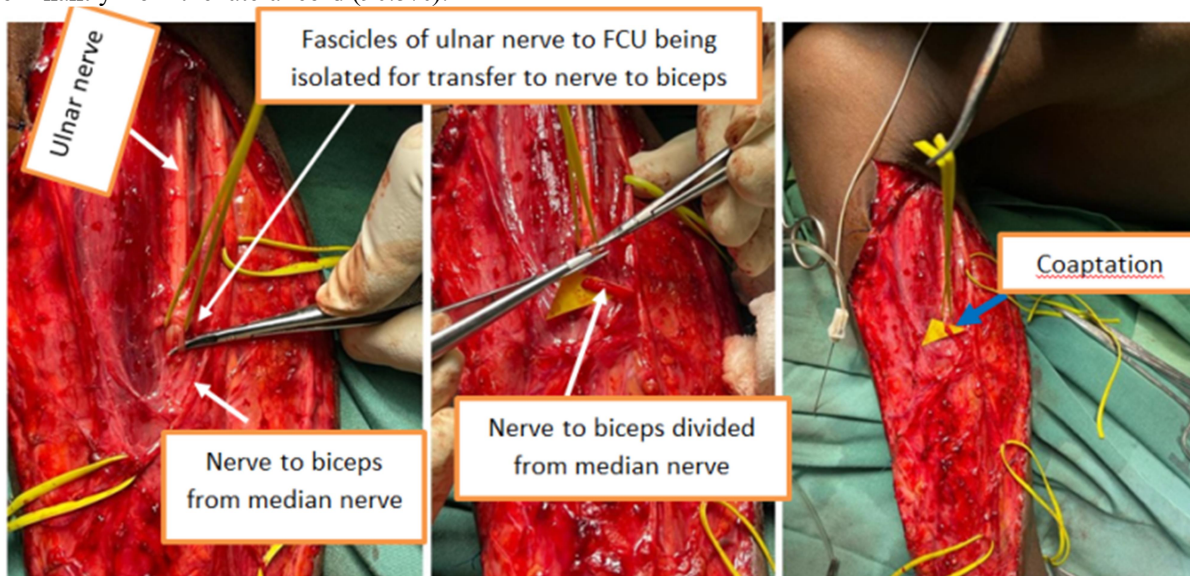 Fascicles of ulnar nerve to FCU being
isolated for transfer to nerve to biceps
Ulnar nerve
Coaptation
Nerve to biceps
from median nerve
Nerve to biceps divided
from median nerve